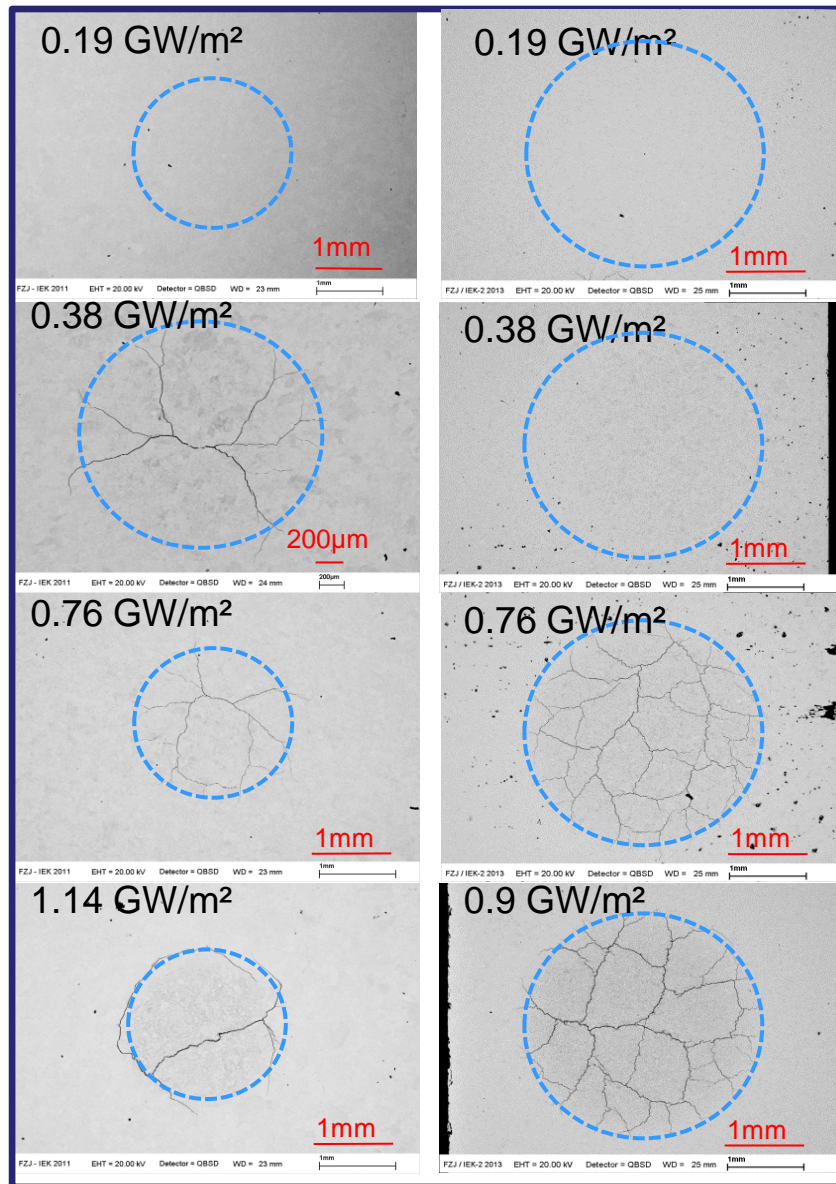 0.19 GW/m²
1mm
FZJ - IEK 2011 EHT = 20.00 kV Detector = QBSD WD = 23 mm 1mm
0.19 GW/m²
1mm
FZJ / IEK-2 2013 EHT = 20.00 kV Detector = QBSD WD = 25 mm 1mm
0.38 GW/m²
200µm
FZJ - IEK 2011 EHT = 20.00 kV Detector = QBSD WD = 24 mm 200µm
0.38 GW/m²
1mm
FZJ / IEK-2 2013 EHT = 20.00 kV Detector = QBSD WD = 25 mm 1mm
0.76 GW/m²
1mm
FZJ - IEK 2011 EHT = 20.00 kV Detector = QBSD WD = 23 mm 1mm
0.76 GW/m²
1mm
FZJ / IEK-2 2013 EHT = 20.00 kV Detector = QBSD WD = 25 mm 1mm
1.14 GW/m²
1mm
FZJ - IEK 2011 EHT = 20.00 kV Detector = QBSD WD = 23 mm 1mm
0.9 GW/m²
1mm
FZJ / IEK-2 2013 EHT = 20.00 kV Detector = QBSD WD = 25 mm 1mm